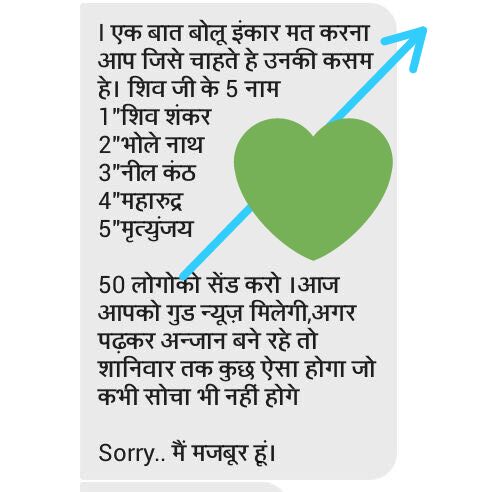 । एक बात बोलू इंकार मत करना
आप जिसे चाहते हे उनकी कसम
हे। शिव जी के 5 नाम
1"शिव शंकर
2"भोले नाथ
3"नील कंठ
4"महारुद्र
5"मृत्युंजय
50 लोगोको सेंड करो ।आज
आपको गुड न्यूज़ मिलेगी,अगर
पढ़कर अन्जान बने रहे तो
शानिवार तक कुछ ऐसा होगा जो
कभी सोचा भी नहीं होगे
Sorry.. मैं मजबूर हूं।